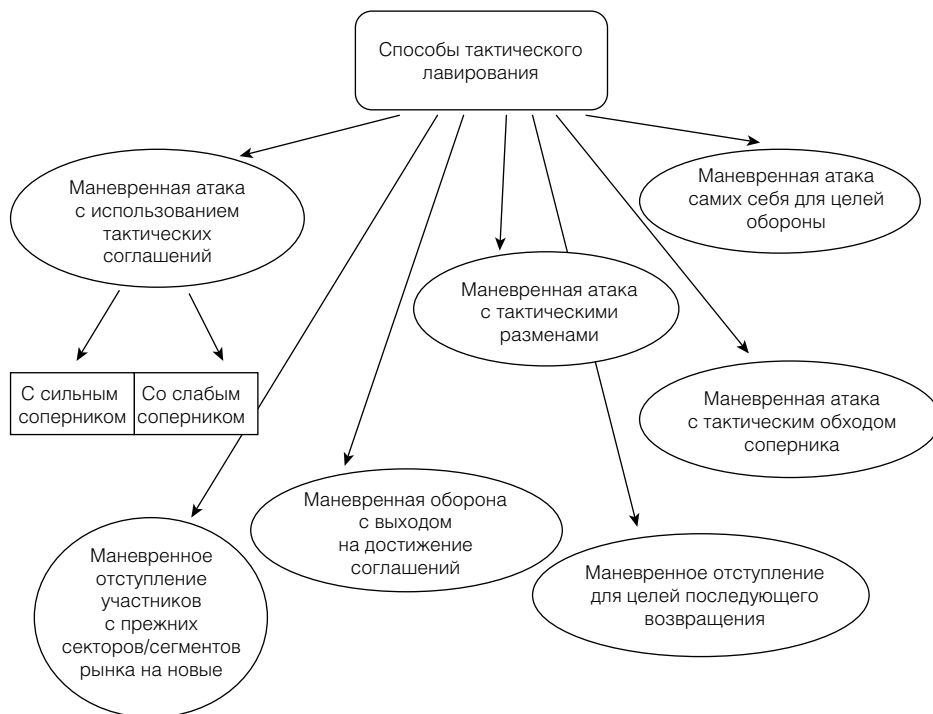 Способы тактического
лавирования
Маневренная атака
с использованием
тактических
соглашений
Маневренная атака
самих себя для целей
обороны
Маневренная атака
с тактическими
разменами
С сильным
соперником
Со слабым
соперником
Маневренная атака
с тактическим обходом
соперника
Маневренная оборона
с выходом
на достижение
соглашений
Маневренное
отступление
участников
с прежних
секторов/сегментов
рынка на новые
Маневренное отступление
для целей последующего
возвращения